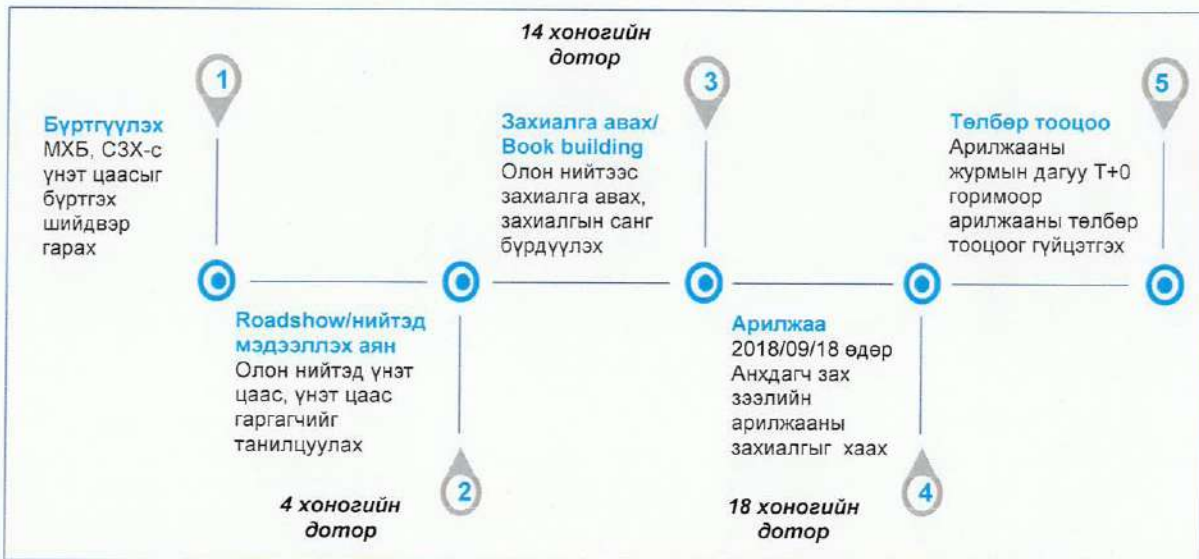 14 хоногийн
дотор
1
Бүртгүүлэх
МХБ, СЗХ-с
үнэт цаасыг
бүртгэх
шийдвэр
гарах
Roadshow/нийтэд
мэдээллэх аян
Олон нийтэд үнэт
цаас, үнэт цаас
гаргагчийг
танилцуулах
2
4 хоногийн
дотор
3
Захиалга авах/
Book building
Олон нийтээс
захиалга авах,
захиалгын санг
бүрдүүлэх
Арилжаа
2018/09/18 өдөр
Анхдагч зах
зээлийн
арилжааны
захиалгыг хаах
4
18 хоногийн
дотор
5
Төлбөр тооцоо
Арилжааны
журмын дагуу T+0
горимоор
арилжааны төлбөр
тооцоог гүйцэтгэх